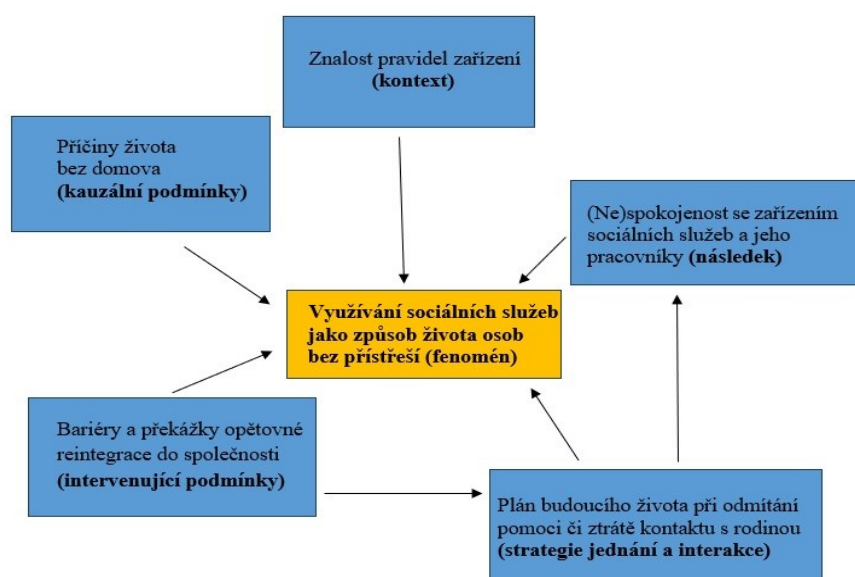 Znalost pravidel zařízení
(kontext)
Příčiny života
bez domova
(kauzální podmínky)
(Ne)spokojenost se zařízením
sociálních služeb a jeho
pracovníky (následek)
Využívání sociálních služeb
jako způsob života osob
bez přístřeší (fenomén)
Bariéry a překážky opětovné
reintegrace do společnosti
(intervenující podmínky)
Plán budoucího života při odmítání
pomoci či ztrátě kontaktu s rodinou
(strategie jednání a interakce)